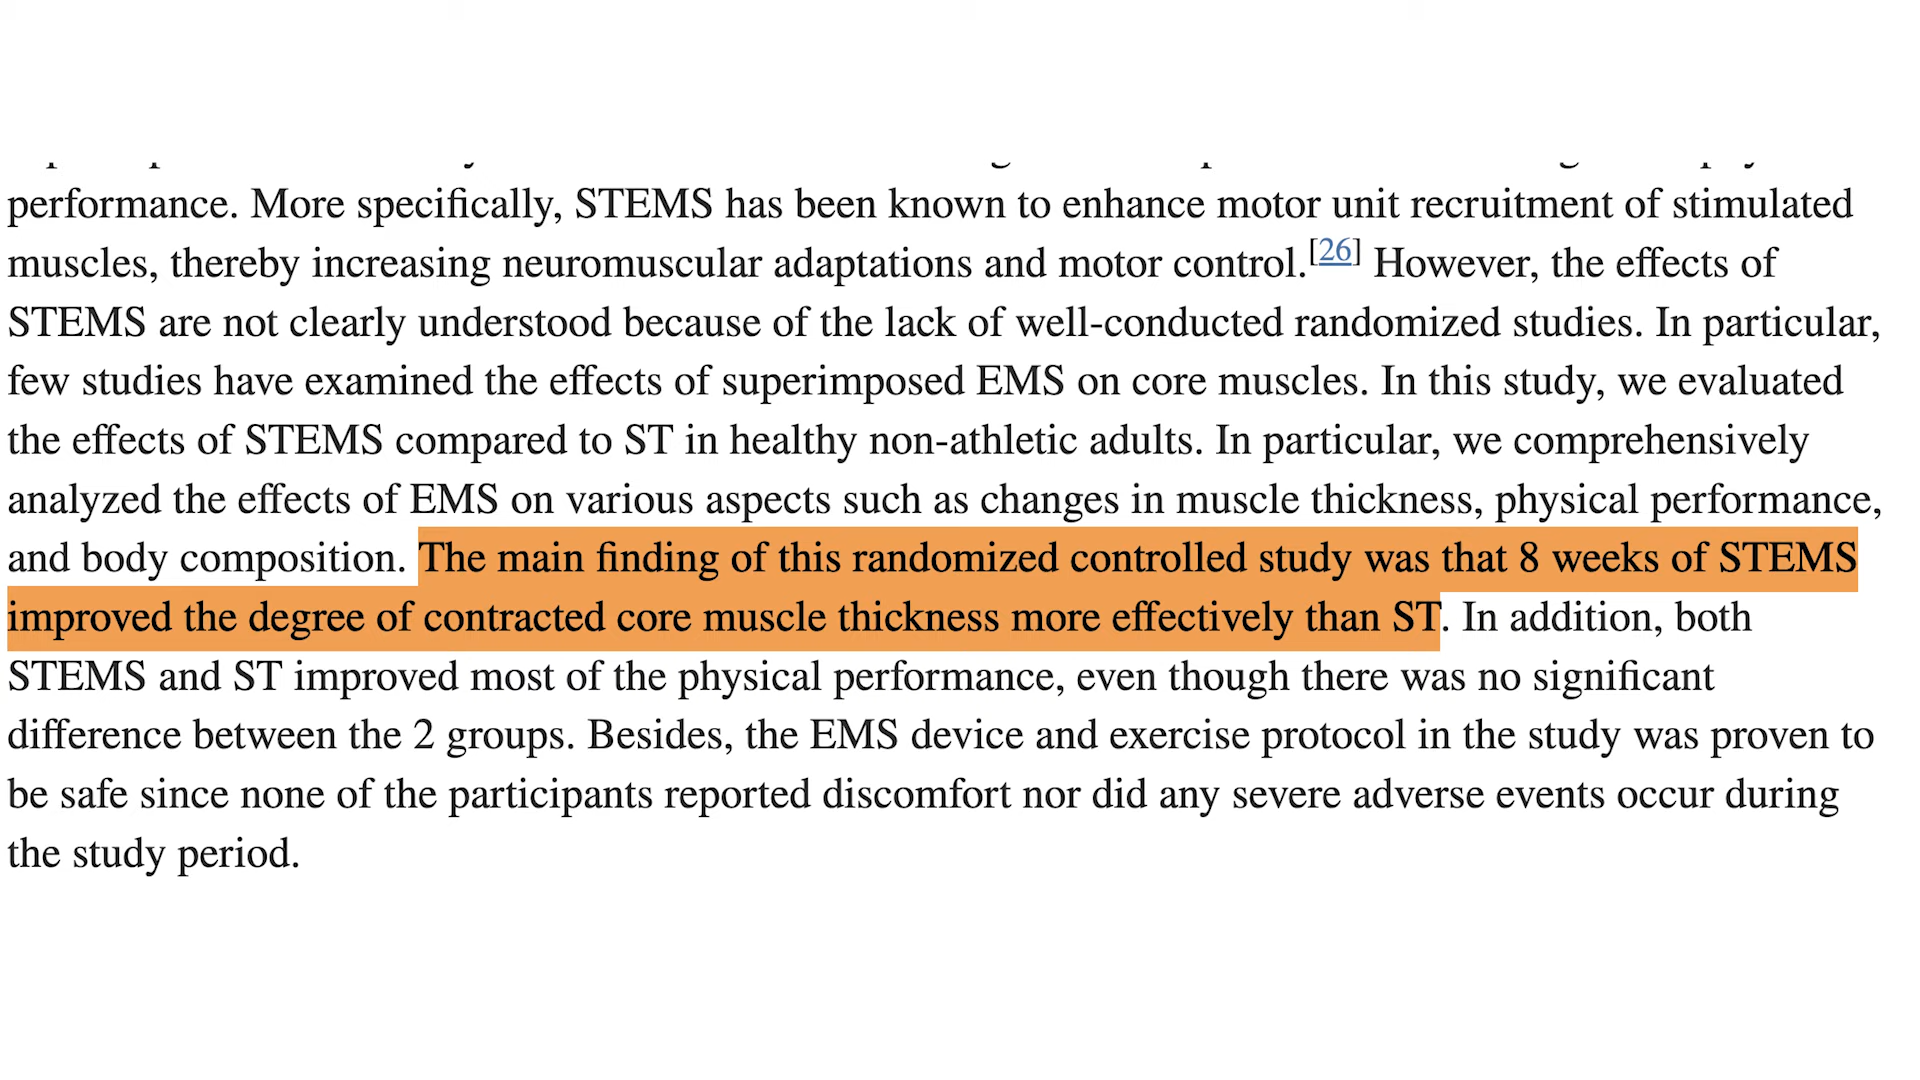 performance. More specifically, STEMS has been known to enhance motor unit recruitment of stimulated
muscles, thereby increasing neuromuscular adaptations and motor control.[26] However, the effects of
STEMS are not clearly understood because of the lack of well-conducted randomized studies. In particular,
few studies have examined the effects of superimposed EMS on core muscles. In this study, we evaluated
the effects of STEMS compared to ST in healthy non-athletic adults. In particular, we comprehensively
analyzed the effects of EMS on various aspects such as changes in muscle thickness, physical performance,
and body composition. The main finding of this randomized controlled study was that 8 weeks of STEMS
improved the degree of contracted core muscle thickness more effectively than ST. In addition, both
STEMS and ST improved most of the physical performance, even though there was no significant
difference between the 2 groups. Besides, the EMS device and exercise protocol in the study was proven to
be safe since none of the participants reported discomfort nor did any severe adverse events occur during
the study period.